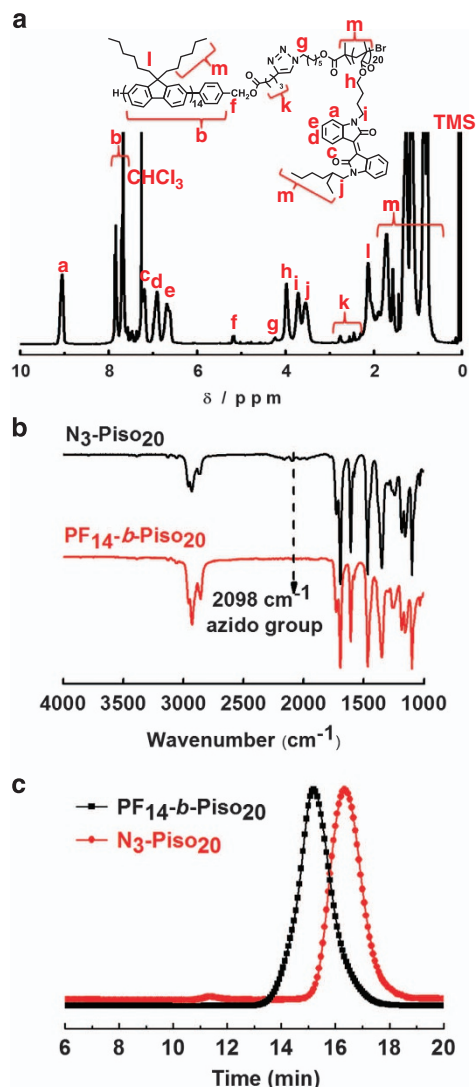 a
l
m
H
14
f
CH2O
O
b
3
k
N
N
N
g
5
O
O
m
Br
20
O
O
h
i
e
a
N
O
d
c
O
N
m
j
TMS
b
CHCl3
a
c
d
e
f
g
h
i
j
k
l
m
10 8 6 4 2 0
δ / ppm
b
N3-Piso20
PF14-b-Piso20
2098 cm-1
azido group
4000 3500 3000 2500 2000 1500 1000
Wavenumber (cm-1)
c
PF14-b-Piso20
N3-Piso20
6 8 10 12 14 16 18 20
Time (min)